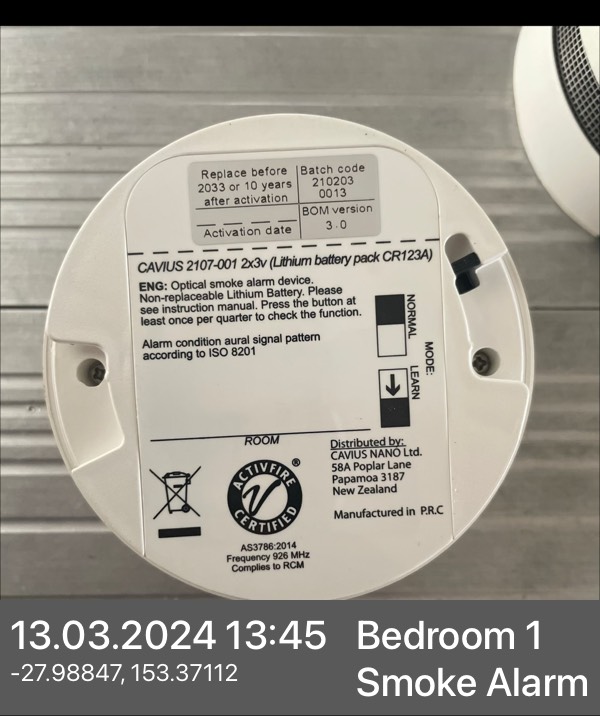 Replace before
2033 or 10 years
after activation
Batch code
210203
0013
Activation date
BOM version
3.0
CAVIUS 2107-001 2x3v (Lithium battery pack CR123A)
ENG: Optical smoke alarm device.
Non-replaceable Lithium Battery. Please
see instruction manual. Press the button at
least once per quarter to check the function.
Alarm condition aural signal pattern
according to ISO 8201
NORMAL
MODE:
LEARN
ROOM
ACTIVFIRE®
CERTIFIED
AS3786:2014
Frequency 926 MHz
Complies to RCM
Distributed by:
CAVIUS NANO Ltd.
58A Poplar Lane
Papamoa 3187
New Zealand
Manufactured in P.R.C
13.03.2024 13:45
-27.98847, 153.37112
Bedroom 1
Smoke Alarm